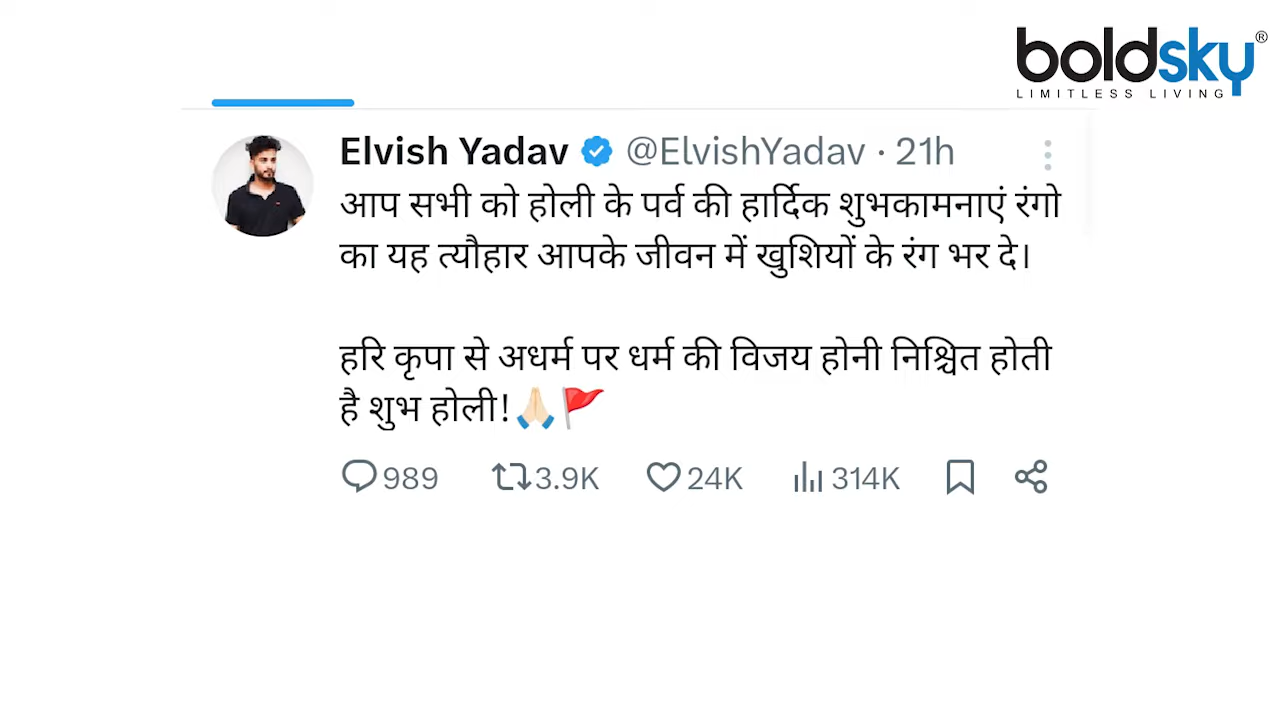 boldsky®
LIMITLESS LIVING
Elvish Yadav @ElvishYadav · 21h
आप सभी को होली के पर्व की हार्दिक शुभकामनाएं रंगो
का यह त्यौहार आपके जीवन में खुशियों के रंग भर दे।
हरि कृपा से अधर्म पर धर्म की विजय होनी निश्चित होती
है शुभ होली!🙏🏻🚩
989 3.9K 24K 314K